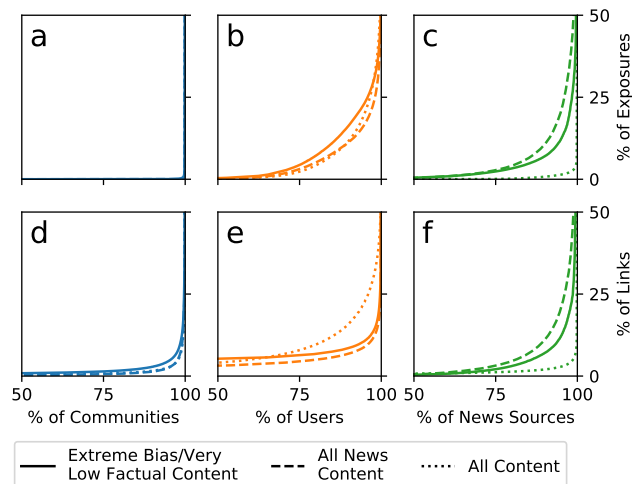 a
b
c
50
25
0
% of Exposures
d
e
f
50
25
0
% of Links
50
75
100
50
75
100
50
75
100
% of Communities
% of Users
% of News Sources
Extreme Bias/Very
Low Factual Content
All News
Content
All Content